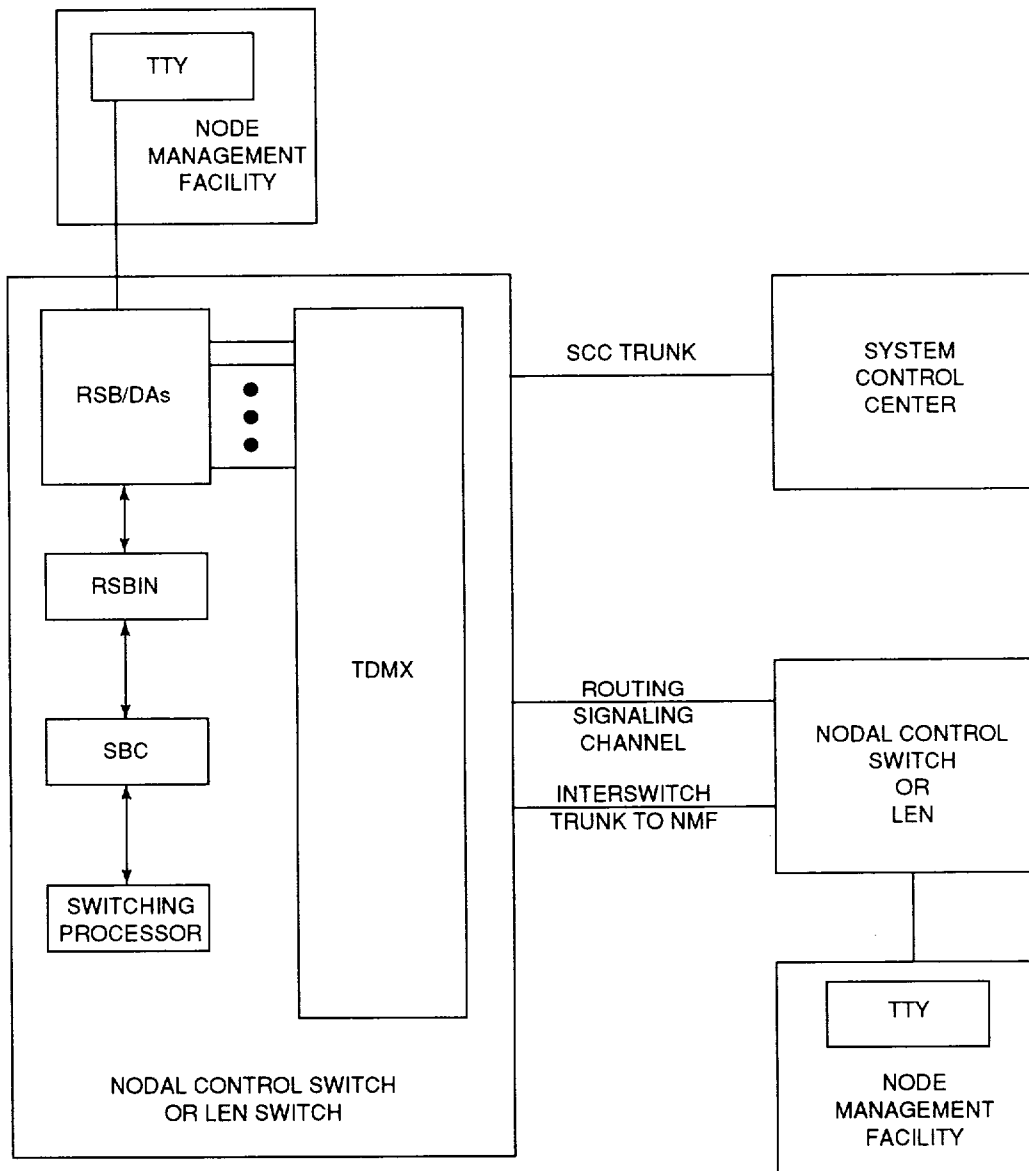 TTY
NODE
MANAGEMENT
FACILITY
RSB/DAs
RSBIN
SBC
SWITCHING
PROCESSOR
TDMX
NODAL CONTROL SWITCH
OR LEN SWITCH
SCC TRUNK
SYSTEM
CONTROL
CENTER
ROUTING
SIGNALING
CHANNEL
INTERSWITCH
TRUNK TO NMF
NODAL CONTROL
SWITCH
OR
LEN
TTY
NODE
MANAGEMENT
FACILITY